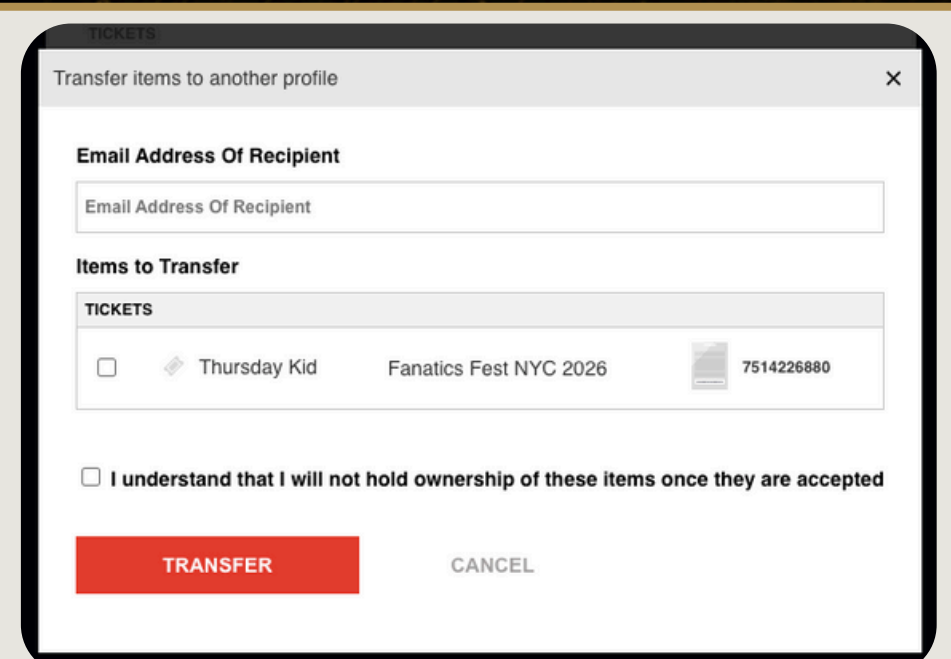 TICKETS
Transfer items to another profile
Email Address Of Recipient
Email Address Of Recipient
Items to Transfer
TICKETS
Thursday Kid Fanatics Fest NYC 2026 7514226880
I understand that I will not hold ownership of these items once they are accepted
TRANSFER CANCEL